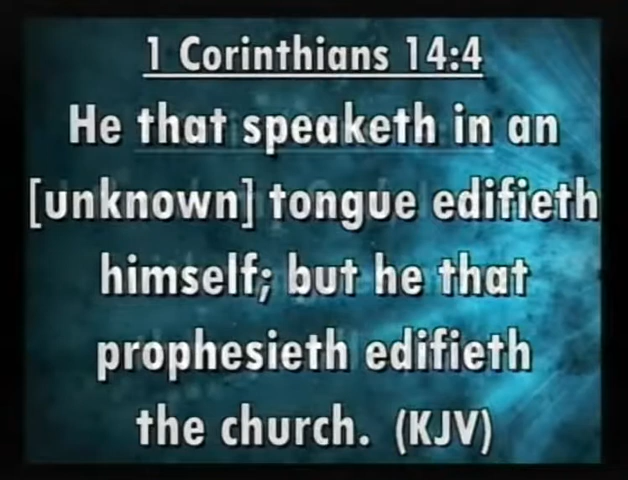 1 Corinthians 14:4
He that speaketh in an
[unknown] tongue edifieth
himself; but he that
prophesieth edifieth
the church. (KJV)